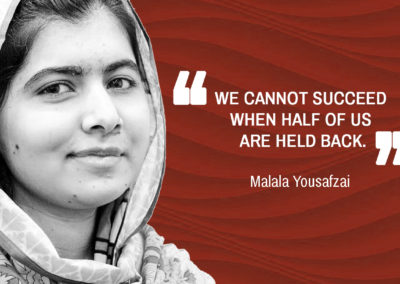 “
WE CANNOT SUCCEED
WHEN HALF OF US
ARE HELD BACK.
”
Malala Yousafzai